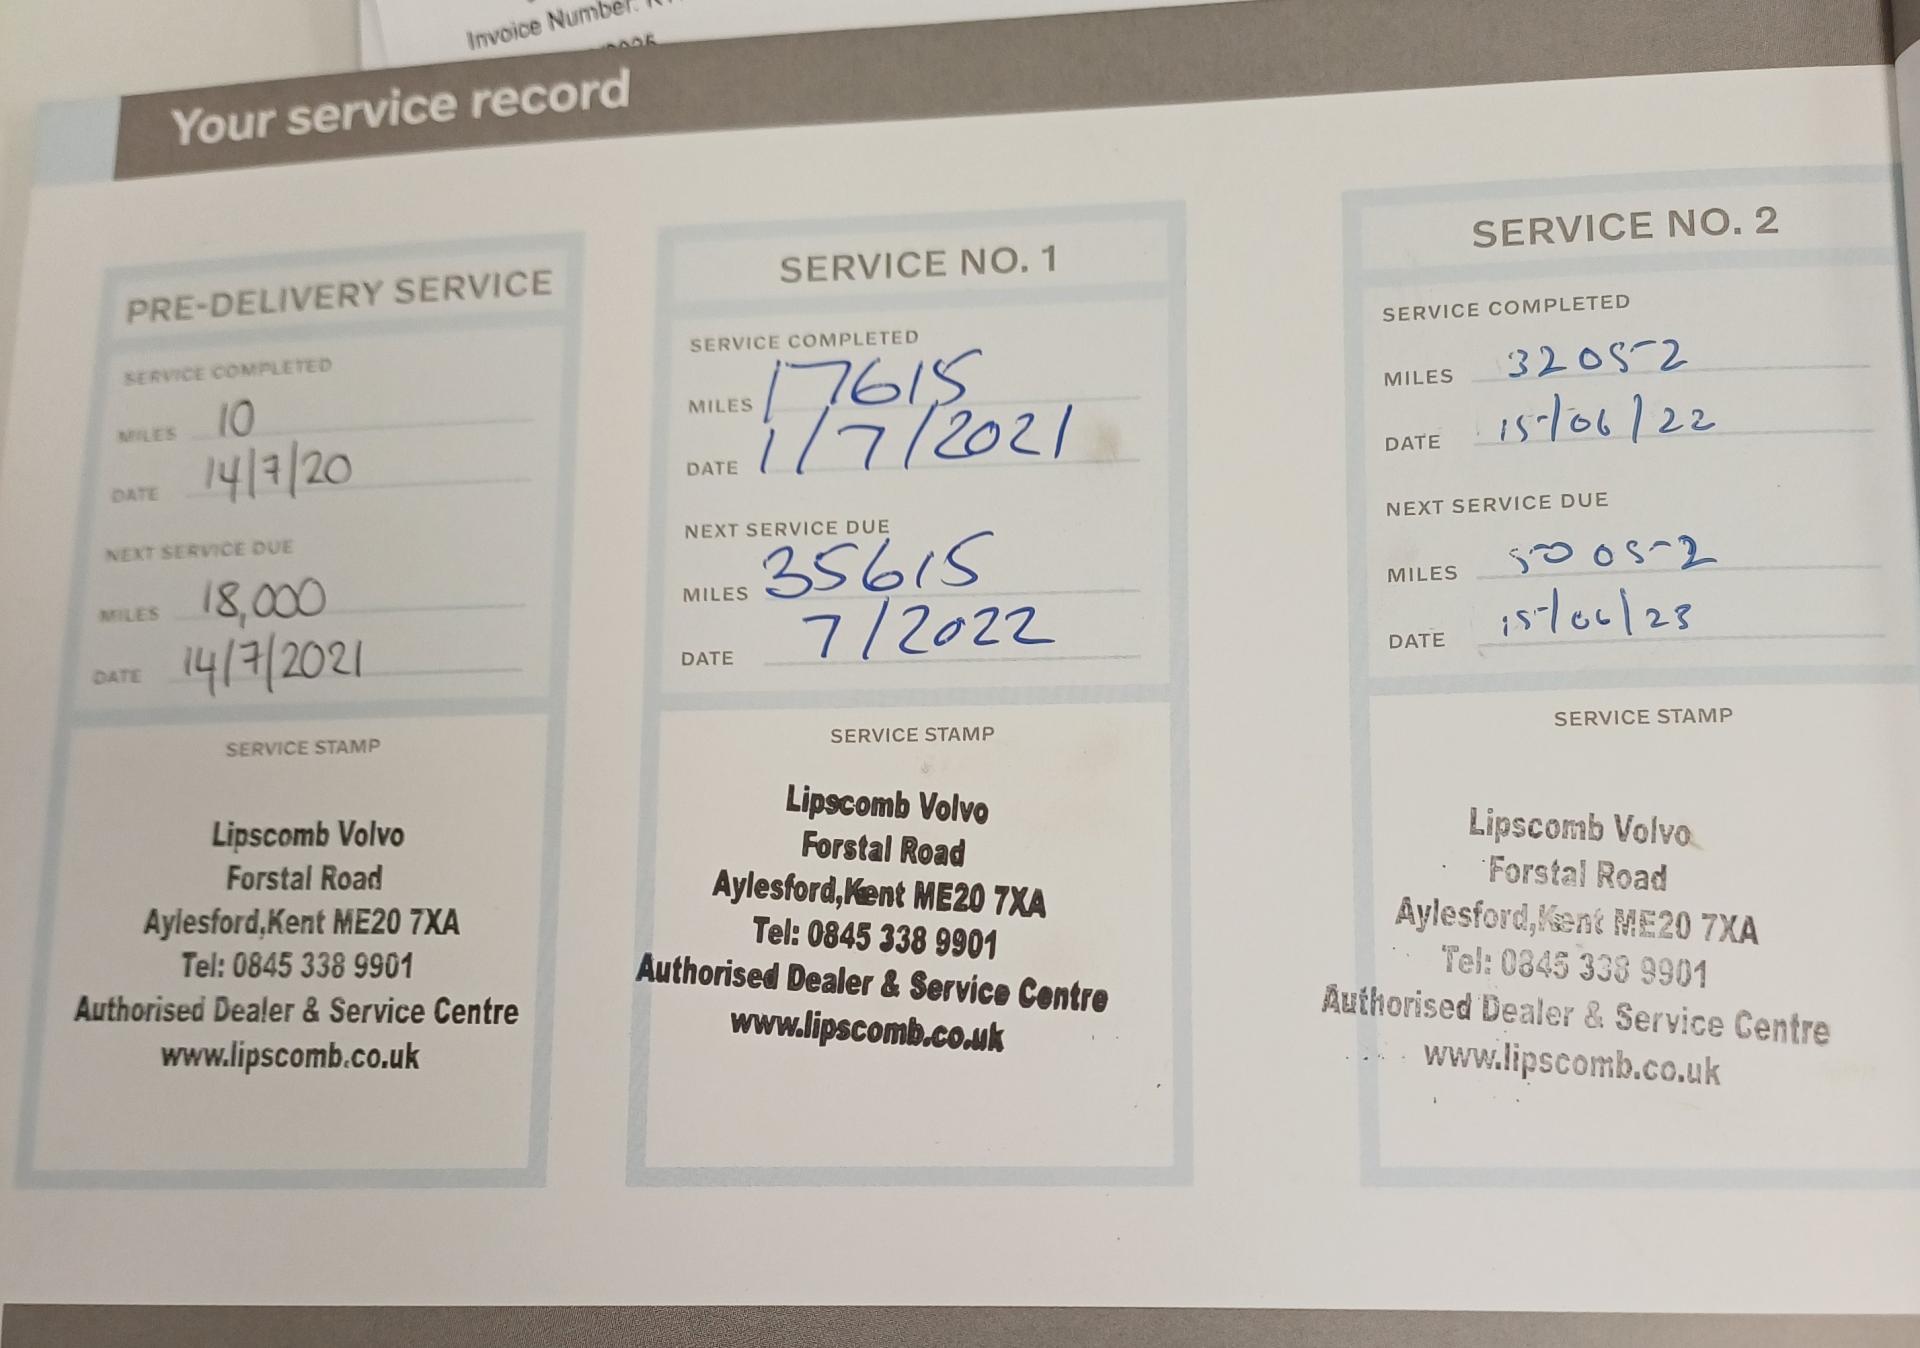 Invoice Number:
Your service record
PRE-DELIVERY SERVICE
SERVICE COMPLETED
MILES 10
DATE 14/7/20
NEXT SERVICE DUE
MILES 18,000
DATE 14/7/2021
SERVICE STAMP
Lipscomb Volvo
Forstal Road
Aylesford,Kent ME20 7XA
Tel: 0845 338 9901
Authorised Dealer & Service Centre
www.lipscomb.co.uk
SERVICE NO. 1
SERVICE COMPLETED
MILES 17615
DATE 1/7/2021
NEXT SERVICE DUE
MILES 35615
DATE 7/2022
SERVICE STAMP
Lipscomb Volvo
Forstal Road
Aylesford,Kent ME20 7XA
Tel: 0845 338 9901
Authorised Dealer & Service Centre
www.lipscomb.co.uk
SERVICE NO. 2
SERVICE COMPLETED
MILES 32052
DATE 15/06/22
NEXT SERVICE DUE
MILES 50052
DATE 15/06/23
SERVICE STAMP
Lipscomb Volvo
Forstal Road
Aylesford,Kent ME20 7XA
Tel: 0845 338 9901
Authorised Dealer & Service Centre
www.lipscomb.co.uk